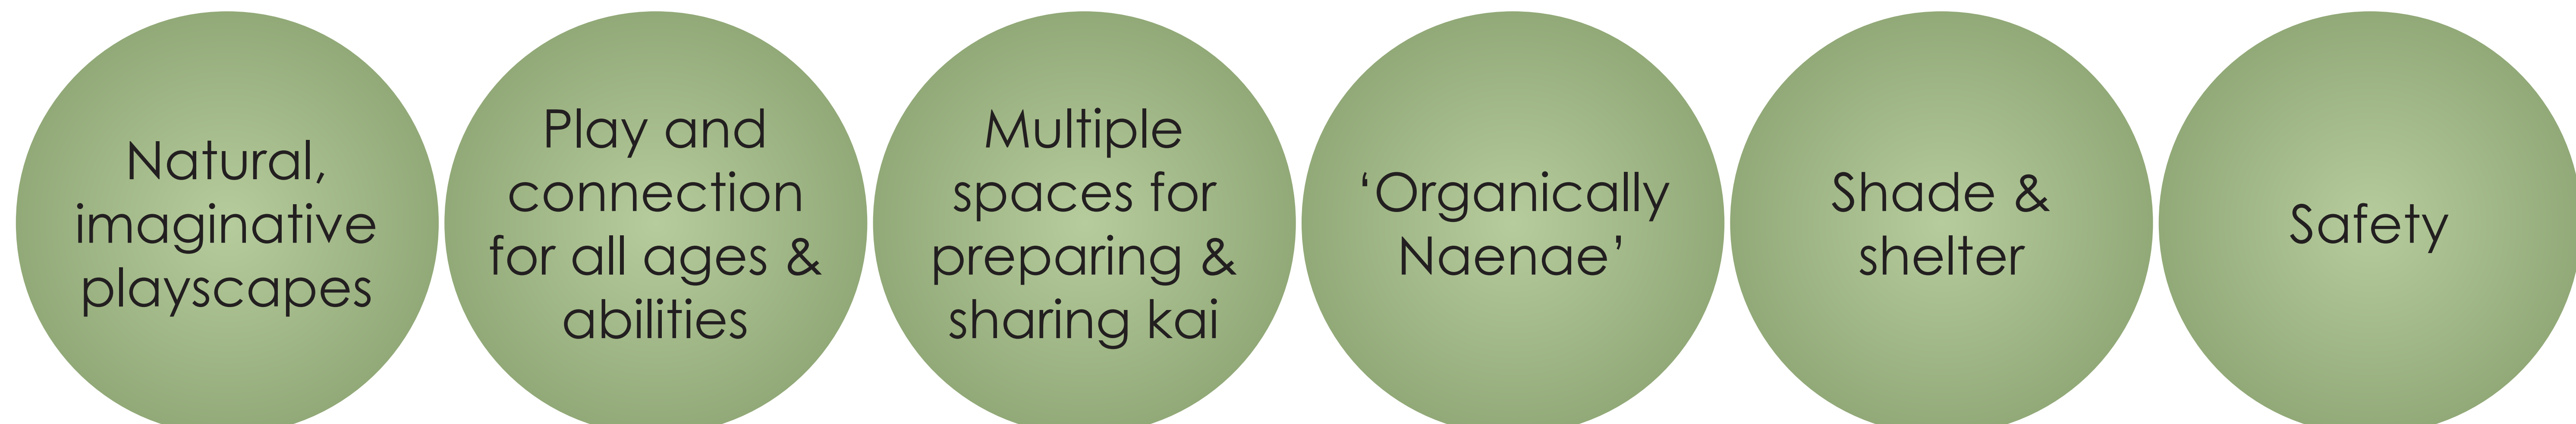 Natural,
imaginative
playscapes
Play and
connection
for all ages &
abilities
Multiple
spaces for
preparing &
sharing kai
‘Organically
Naenae’
Shade &
shelter
Safety